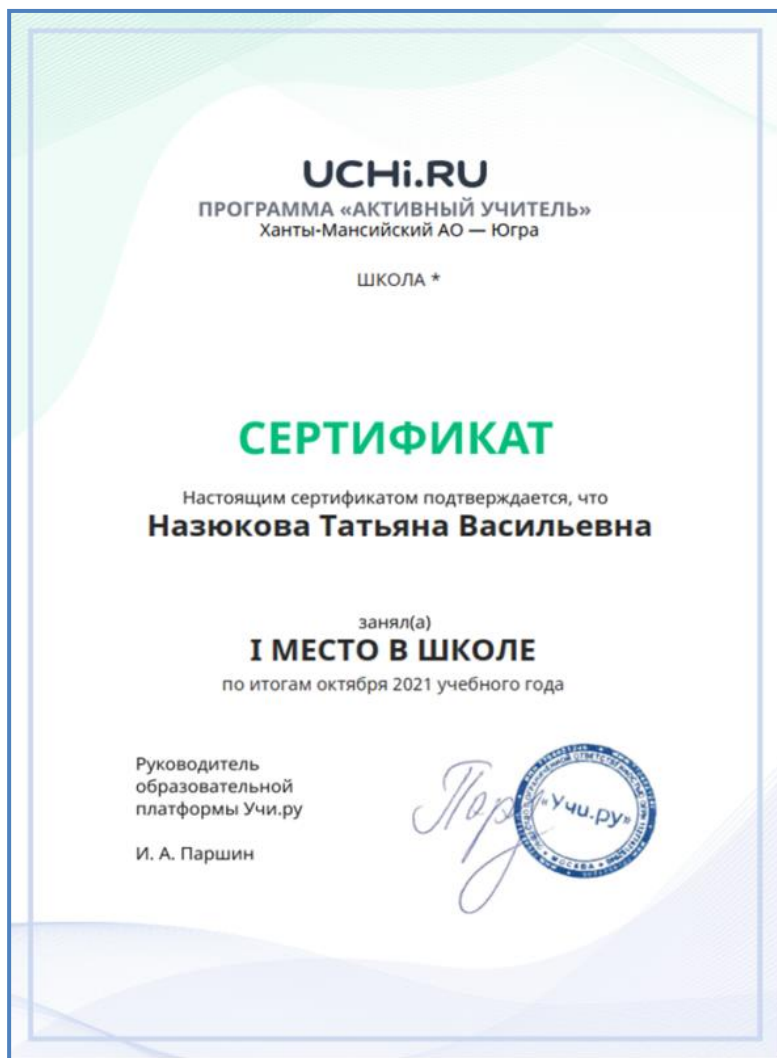 UCHi.RU
ПРОГРАММА «АКТИВНЫЙ УЧИТЕЛЬ»
Ханты-Мансийский АО — Югра
ШКОЛА *
СЕРТИФИКАТ
Настоящим сертификатом подтверждается, что
Назюкова Татьяна Васильевна
занял(а)
I МЕСТО В ШКОЛЕ
по итогам октября 2021 учебного года
Руководитель
образовательной
платформы Учи.ру
И. А. Паршин
«Учи.ру»
МОСКВА